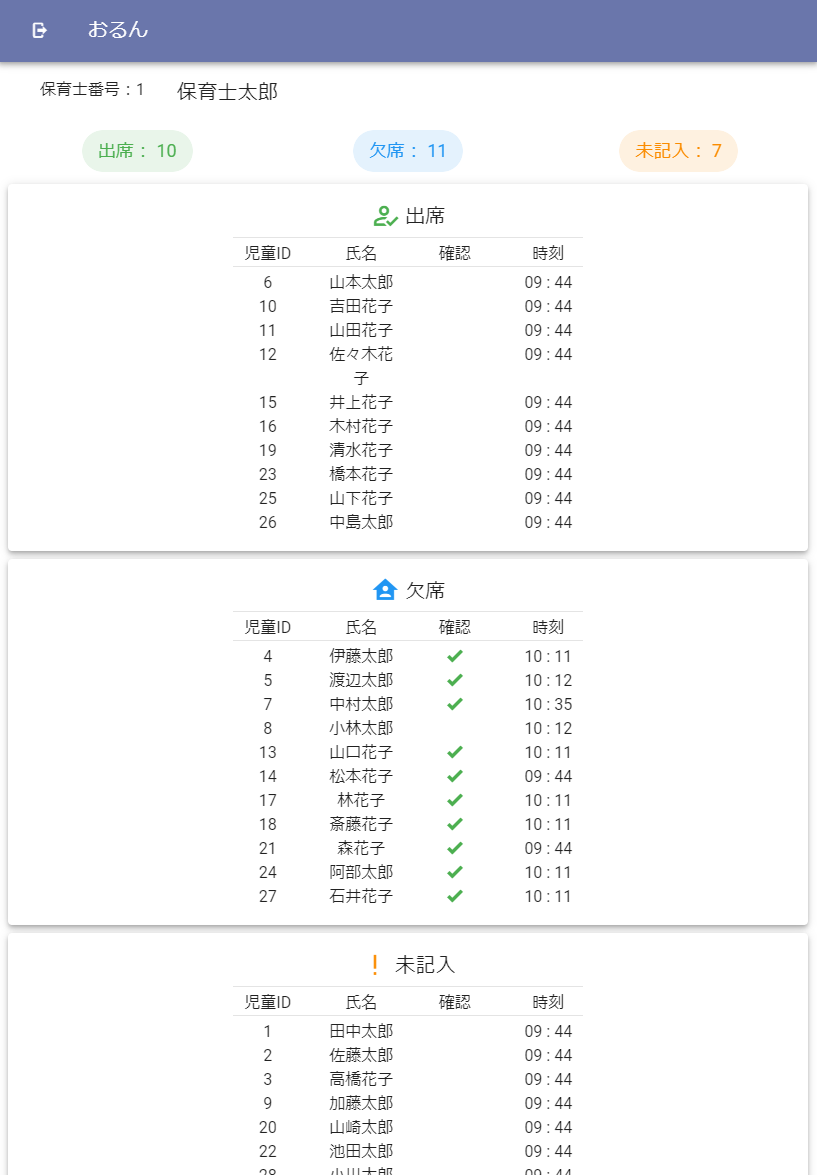 おるん
保育士番号：1 保育士太郎
出席： 10 欠席： 11 未記入： 7
出席
児童ID 氏名 確認 時刻
6 山本太郎 09 : 44
10 吉田花子 09 : 44
11 山田花子 09 : 44
12 佐々木花 09 : 44
子
15 井上花子 09 : 44
16 木村花子 09 : 44
19 清水花子 09 : 44
23 橋本花子 09 : 44
25 山下花子 09 : 44
26 中島太郎 09 : 44
欠席
児童ID 氏名 確認 時刻
4 伊藤太郎 10 : 11
5 渡辺太郎 10 : 12
7 中村太郎 10 : 35
8 小林太郎 10 : 12
13 山口花子 10 : 11
14 松本花子 09 : 44
17 林花子 10 : 11
18 斎藤花子 10 : 11
21 森花子 09 : 44
24 阿部太郎 10 : 11
27 石井花子 10 : 11
未記入
児童ID 氏名 確認 時刻
1 田中太郎 09 : 44
2 佐藤太郎 09 : 44
3 高橋花子 09 : 44
9 加藤太郎 09 : 44
20 山崎太郎 09 : 44
22 池田太郎 09 : 44
28 小川太郎 09 : 44